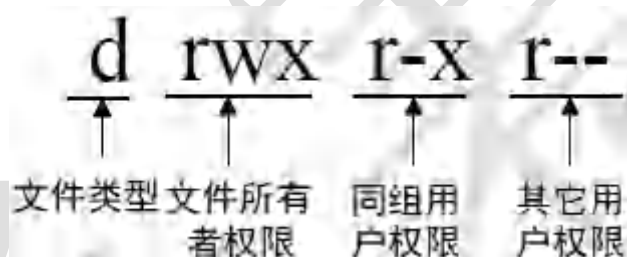 d rwx r-x r--
文件类型 文件所有 同组用 其它用
者权限 户权限 户权限